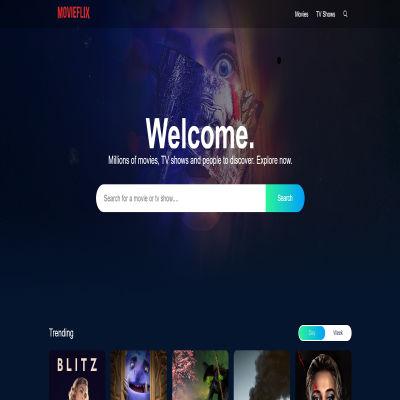 MOVIEFLIX
Movies TV Shows
Welcome.
Millions of movies, TV shows and people to discover. Explore now.
Search for a movie or tv show....
Search
Trending
Day Week
BLITZ